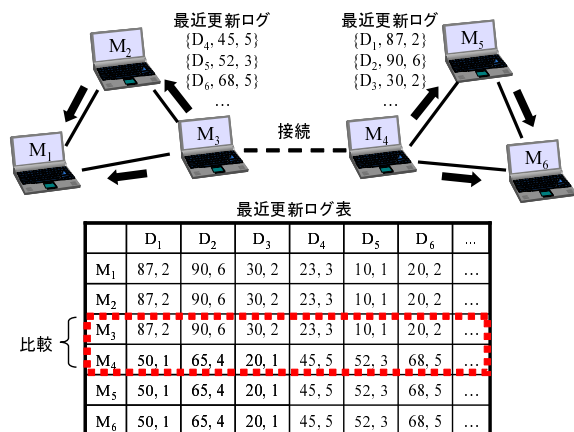 最近更新ログ
{D4, 45, 5}
{D5, 52, 3}
{D6, 68, 5}
…
最近更新ログ
{D1, 87, 2}
{D2, 90, 6}
{D3, 30, 2}
…
M2
M5
M1
M3
接続
M4
M6
最近更新ログ表
D1 D2 D3 D4 D5 D6 …
M1 87, 2 90, 6 30, 2 23, 3 10, 1 20, 2 …
M2 87, 2 90, 6 30, 2 23, 3 10, 1 20, 2 …
M3 87, 2 90, 6 30, 2 23, 3 10, 1 20, 2 …
比較
M4 50, 1 65, 4 20, 1 45, 5 52, 3 68, 5 …
M5 50, 1 65, 4 20, 1 45, 5 52, 3 68, 5 …
M6 50, 1 65, 4 20, 1 45, 5 52, 3 68, 5 …